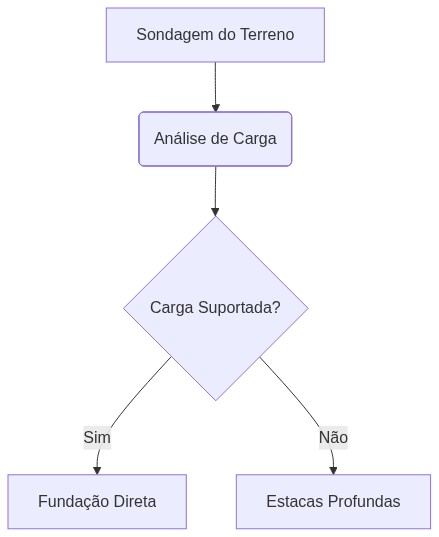 Sondagem do Terreno
Análise de Carga
Carga Suportada?
Sim
Não
Fundação Direta
Estacas Profundas